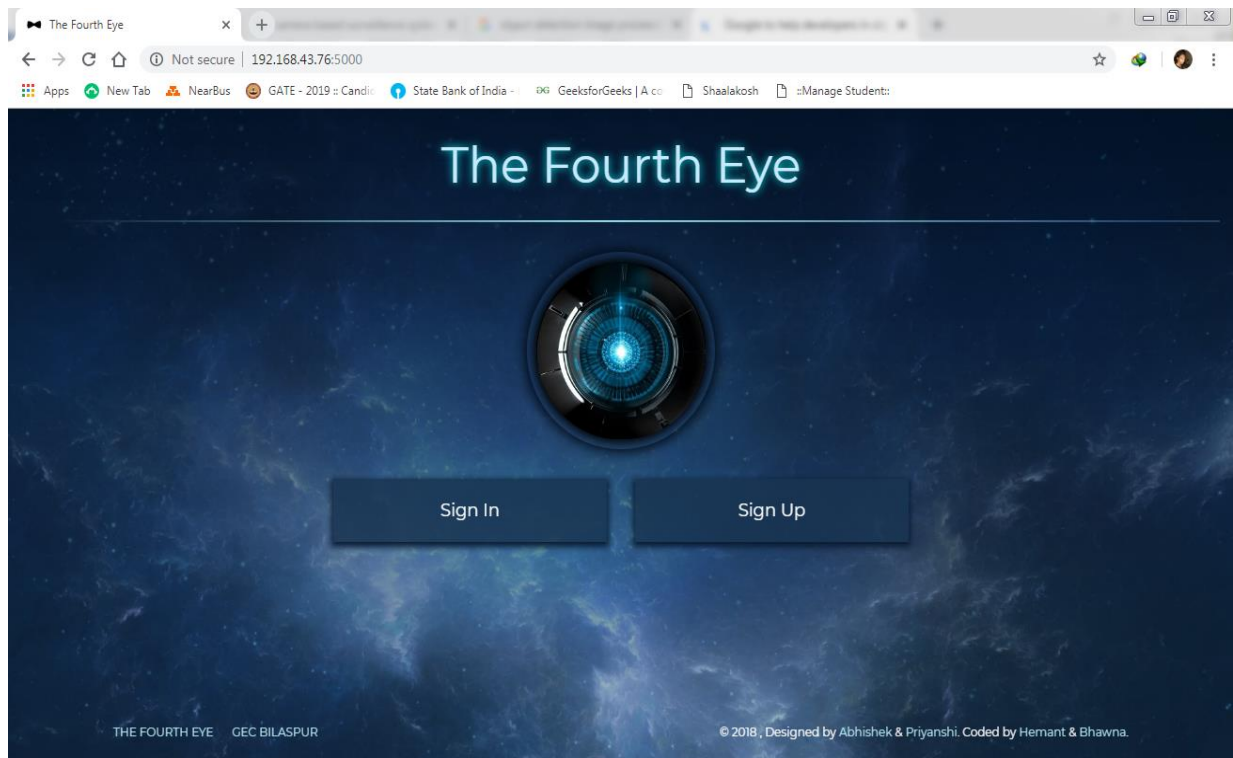 The Fourth Eye
Not secure | 192.168.43.76:5000
Apps New Tab NearBus GATE - 2019 :: Candi State Bank of India - GeeksforGeeks | A co Shaalakosh ::Manage Student::
The Fourth Eye
Sign In Sign Up
THE FOURTH EYE GEC BILASPUR © 2018 , Designed by Abhishek & Priyanshi. Coded by Hemant & Bhawna.